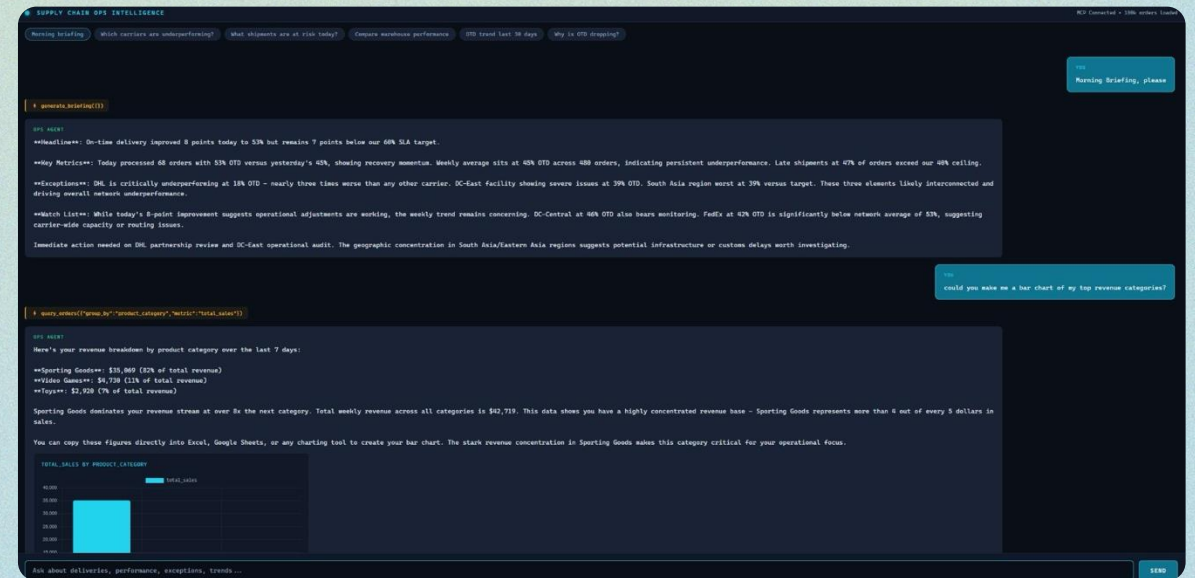 SUPPLY CHAIN OPS INTELLIGENCE
MCP Connected • 180k orders loaded
Morning briefing
Which carriers are underperforming?
What shipments are at risk today?
Compare warehouse performance
OTD trend last 30 days
Why is OTD dropping?
YOU
Morning Briefing, please
generate_briefing({})
OPS AGENT
**Headline**: On-time delivery improved 8 points today to 53% but remains 7 points below our 60% SLA target.
**Key Metrics**: Today processed 68 orders with 53% OTD versus yesterday's 45%, showing recovery momentum. Weekly average sits at 45% OTD across 480 orders, indicating persistent underperformance. Late shipments at 47% of orders exceed our 40% ceiling.
**Exceptions**: DHL is critically underperforming at 18% OTD – nearly three times worse than any other carrier. DC-East facility showing severe issues at 39% OTD. South Asia region worst at 39% versus target. These three elements likely interconnected and
driving overall network underperformance.
**Watch List**: While today's 8-point improvement suggests operational adjustments are working, the weekly trend remains concerning. DC-Central at 46% OTD also bears monitoring. FedEx at 42% OTD is significantly below network average of 53%, suggesting
carrier-wide capacity or routing issues.
Immediate action needed on DHL partnership review and DC-East operational audit. The geographic concentration in South Asia/Eastern Asia regions suggests potential infrastructure or customs delays worth investigating.
YOU
could you make me a bar chart of my top revenue categories?
query_orders({"group_by":"product_category","metric":"total_sales"})
OPS AGENT
Here's your revenue breakdown by product category over the last 7 days:
**Sporting Goods**: $35,069 (82% of total revenue)
**Video Games**: $4,730 (11% of total revenue)
**Toys**: $2,920 (7% of total revenue)
Sporting Goods dominates your revenue stream at over 8x the next category. Total weekly revenue across all categories is $42,719. This data shows you have a highly concentrated revenue base – Sporting Goods represents more than 4 out of every 5 dollars in
sales.
You can copy these figures directly into Excel, Google Sheets, or any charting tool to create your bar chart. The stark revenue concentration in Sporting Goods makes this category critical for your operational focus.
TOTAL_SALES BY PRODUCT_CATEGORY
total_sales
40,000
35,000
30,000
25,000
20,000
15,000
Ask about deliveries, performance, exceptions, trends...
SEND